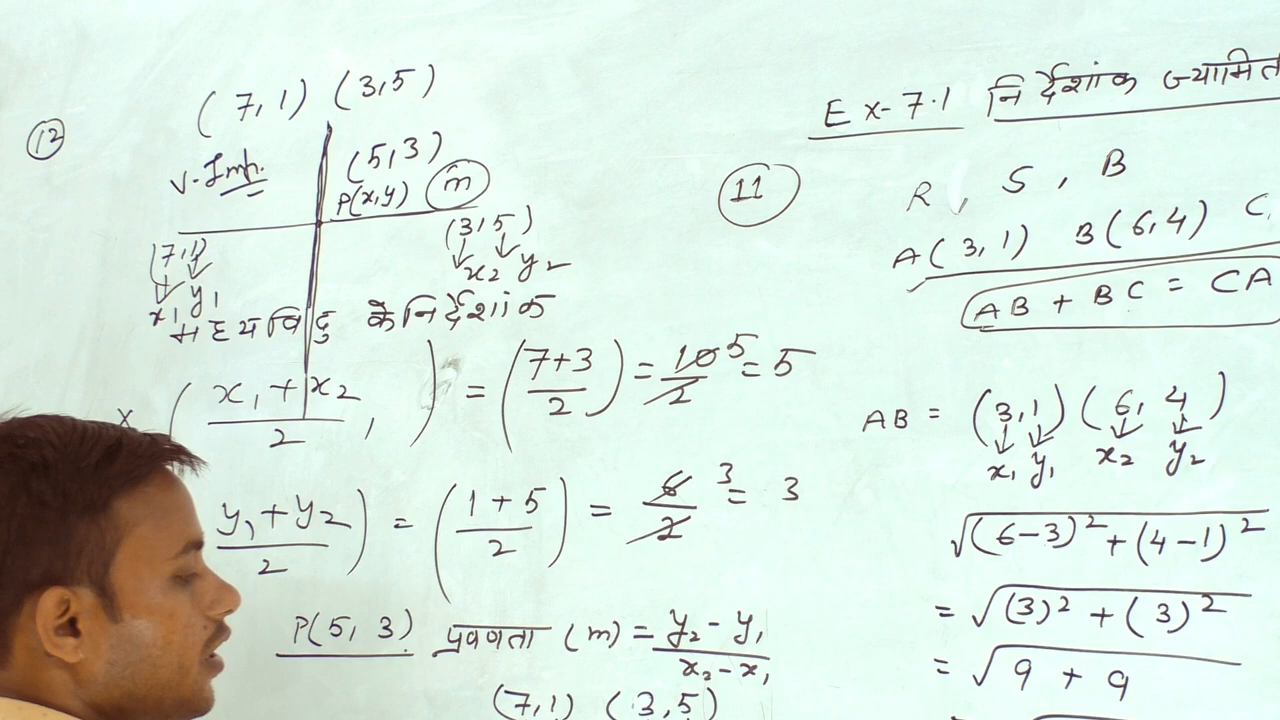 (7,1) (3,5)
12
V-Imp.
(5,3)
P(x,y) m
(7,1)
x₁ y₁
(3,5)
x₂ y₂
मध्यबिंदु के निर्देशांक
(x₁+x₂/2, ) = (7+3/2) = 10/2 5 = 5
y₁+y₂/2) = (1+5/2) = 6/2 3 = 3
P(5,3) प्रवणता (m) = y₂-y₁/x₂-x₁
(7,1) (3,5)
Ex-7.1 निर्देशांक ज्यामित
11
R, S, B
A(3,1) B(6,4) C
AB + BC = CA
AB = (3,1) (6,4)
x₁ y₁ x₂ y₂
√(6-3)²+(4-1)²
= √(3)²+(3)²
= √9+9